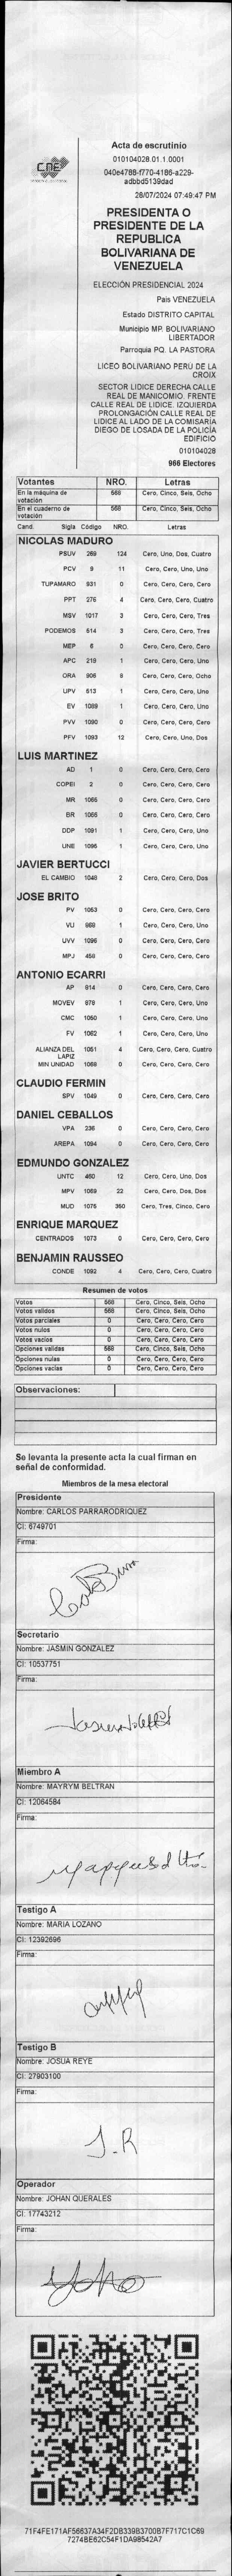 CNE
Acta de escrutinio
010104028.01.1.0001
040e4788-f770-4186-a229-
adbbd5139dad
28/07/2024 07:49:47 PM
PRESIDENTA O
PRESIDENTE DE LA
REPUBLICA
BOLIVARIANA DE
VENEZUELA
ELECCIÓN PRESIDENCIAL 2024
Pais VENEZUELA
Estado DISTRITO CAPITAL
Municipio MP. BOLIVARIANO
LIBERTADOR
Parroquia PQ. LA PASTORA
LICEO BOLIVARIANO PERU DE LA
CROIX
SECTOR LIDICE DERECHA CALLE
REAL DE MANICOMIO. FRENTE
CALLE REAL DE LIDICE. IZQUIERDA
PROLONGACIÓN CALLE REAL DE
LIDICE AL LADO DE LA COMISARIA
DIEGO DE LOSADA DE LA POLICÍA
EDIFICIO
010104028
966 Electores
Votantes NRO. Letras
En la máquina de
votación 568 Cero, Cinco, Seis, Ocho
En el cuaderno de
votación 568 Cero, Cinco, Seis, Ocho
Cand. Sigla Código NRO. Letras
NICOLAS MADURO
PSUV 269 124 Cero, Uno, Dos, Cuatro
PCV 9 11 Cero, Cero, Uno, Uno
TUPAMARO 931 0 Cero, Cero, Cero, Cero
PPT 276 4 Cero, Cero, Cero, Cuatro
MSV 1017 3 Cero, Cero, Cero, Tres
PODEMOS 514 3 Cero, Cero, Cero, Tres
MEP 6 0 Cero, Cero, Cero, Cero
APC 219 1 Cero, Cero, Cero, Uno
ORA 906 8 Cero, Cero, Cero, Ocho
UPV 513 1 Cero, Cero, Cero, Uno
EV 1089 1 Cero, Cero, Cero, Uno
PVV 1090 0 Cero, Cero, Cero, Cero
PFV 1093 12 Cero, Cero, Uno, Dos
LUIS MARTINEZ
AD 1 0 Cero, Cero, Cero, Cero
COPEI 2 0 Cero, Cero, Cero, Cero
MR 0 Cero, Cero, Cero, Cero
BR 0 Cero, Cero, Cero, Cero
DDP 1091 1 Cero, Cero, Cero, Uno
UNE 1 Cero, Cero, Cero, Uno
JAVIER BERTUCCI
EL CAMBIO 1048 2 Cero, Cero, Cero, Dos
JOSE BRITO
PV 1053 0 Cero, Cero, Cero, Cero
VU 1 Cero, Cero, Cero, Uno
UVV 0 Cero, Cero, Cero, Cero
MPJ 0 Cero, Cero, Cero, Cero
ANTONIO ECARRI
AP 914 0 Cero, Cero, Cero, Cero
MOVEV 979 1 Cero, Cero, Cero, Uno
CMC 1050 1 Cero, Cero, Cero, Uno
FV 1062 1 Cero, Cero, Cero, Uno
ALIANZA DEL
LAPIZ 1051 4 Cero, Cero, Cero, Cuatro
MIN UNIDAD 0 Cero, Cero, Cero, Cero
CLAUDIO FERMIN
SPV 1049 0 Cero, Cero, Cero, Cero
DANIEL CEBALLOS
VPA 236 0 Cero, Cero, Cero, Cero
AREPA 1094 0 Cero, Cero, Cero, Cero
EDMUNDO GONZALEZ
UNTC 460 12 Cero, Cero, Uno, Dos
MPV 1069 22 Cero, Cero, Dos, Dos
MUD 1076 350 Cero, Tres, Cinco, Cero
ENRIQUE MARQUEZ
CENTRADOS 1073 0 Cero, Cero, Cero, Cero
BENJAMIN RAUSSEO
CONDE 1092 4 Cero, Cero, Cero, Cuatro
Resumen de votos
Votos 568 Cero, Cinco, Seis, Ocho
Votos validos 568 Cero, Cinco, Seis, Ocho
Votos parciales 0 Cero, Cero, Cero, Cero
Votos nulos 0 Cero, Cero, Cero, Cero
Votos vacios 0 Cero, Cero, Cero, Cero
Opciones validas 568 Cero, Cinco, Seis, Ocho
Opciones nulas 0 Cero, Cero, Cero, Cero
Opciones vacias 0 Cero, Cero, Cero, Cero
Observaciones:
Se levanta la presente acta la cual firman en
señal de conformidad.
Miembros de la mesa electoral
Presidente
Nombre: CARLOS PARRARODRIQUEZ
CI: 6749701
Firma:
Secretario
Nombre: JASMIN GONZALEZ
CI: 10537751
Firma:
Miembro A
Nombre: MAYRYM BELTRAN
CI: 12064584
Firma:
Testigo A
Nombre: MARIA LOZANO
CI: 12392696
Firma:
Testigo B
Nombre: JOSUA REYE
CI: 27903100
Firma:
J.R
Operador
Nombre: JOHAN QUERALES
CI: 17743212
Firma:
71F4FE171AF56637A34F2DB339B3700B7F717C1C69
7274BE62C54F1DA98542A7